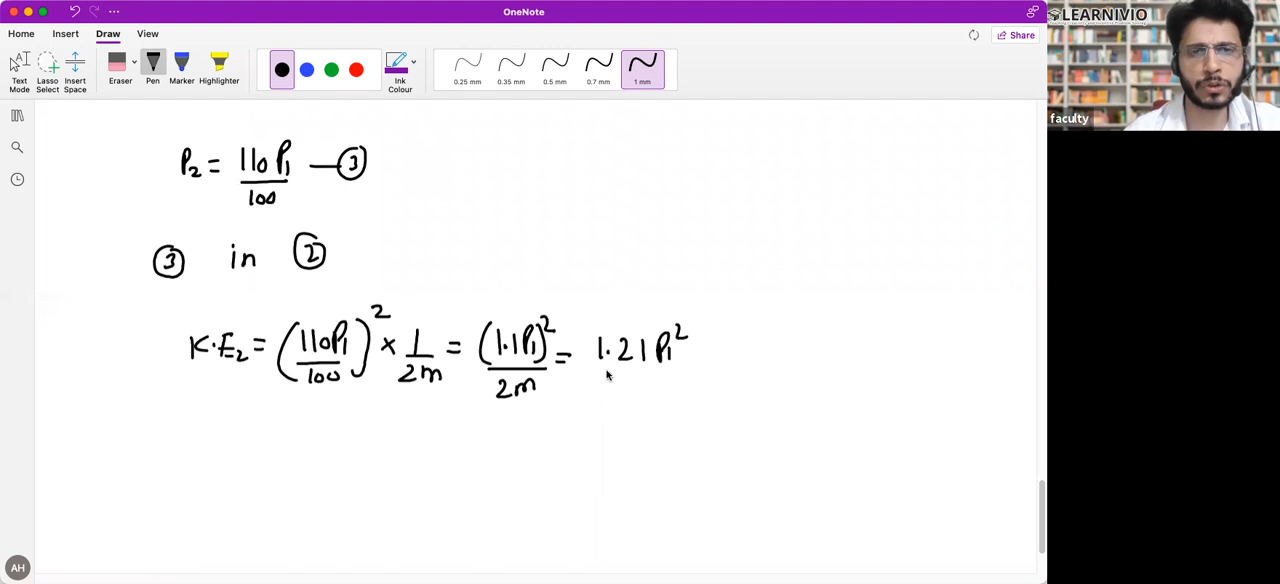 OneNote
LEARNIVIO
Home Insert Draw View
Share
Text Mode
Lasso Select
Insert Space
Eraser
Pen
Marker
Highlighter
Ink Colour
0.25 mm
0.35 mm
0.5 mm
0.7 mm
1 mm
faculty
P₂ = 110P₁/100 — ③
③ in ②
K.E₂ = (110P₁/100)² × 1/2m = (1.1P₁)²/2m = 1.21P₁²
AH